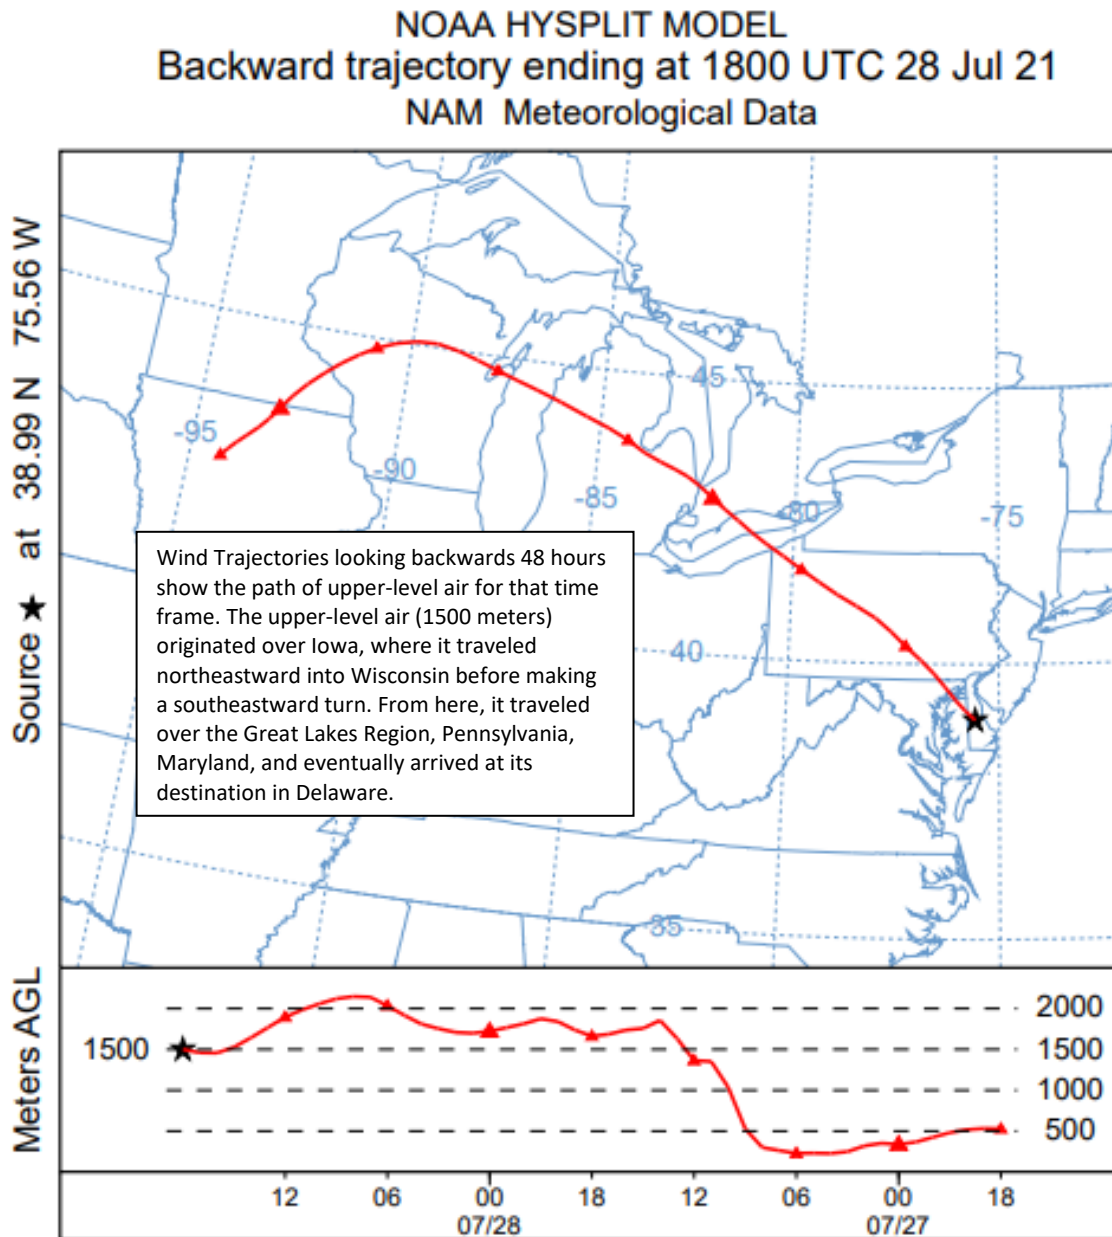 NOAA HYSPLIT MODEL
Backward trajectory ending at 1800 UTC 28 Jul 21
NAM Meteorological Data
Source ★ at 38.99 N 75.56 W
45
-95
-90
-85
-80
-75
Wind Trajectories looking backwards 48 hours
show the path of upper-level air for that time
frame. The upper-level air (1500 meters)
originated over Iowa, where it traveled
northeastward into Wisconsin before making
a southeastward turn. From here, it traveled
over the Great Lakes Region, Pennsylvania,
Maryland, and eventually arrived at its
destination in Delaware.
40
35
Meters AGL
1500
2000
1500
1000
500
12 06 00 18 12 06 00 18
07/28 07/27